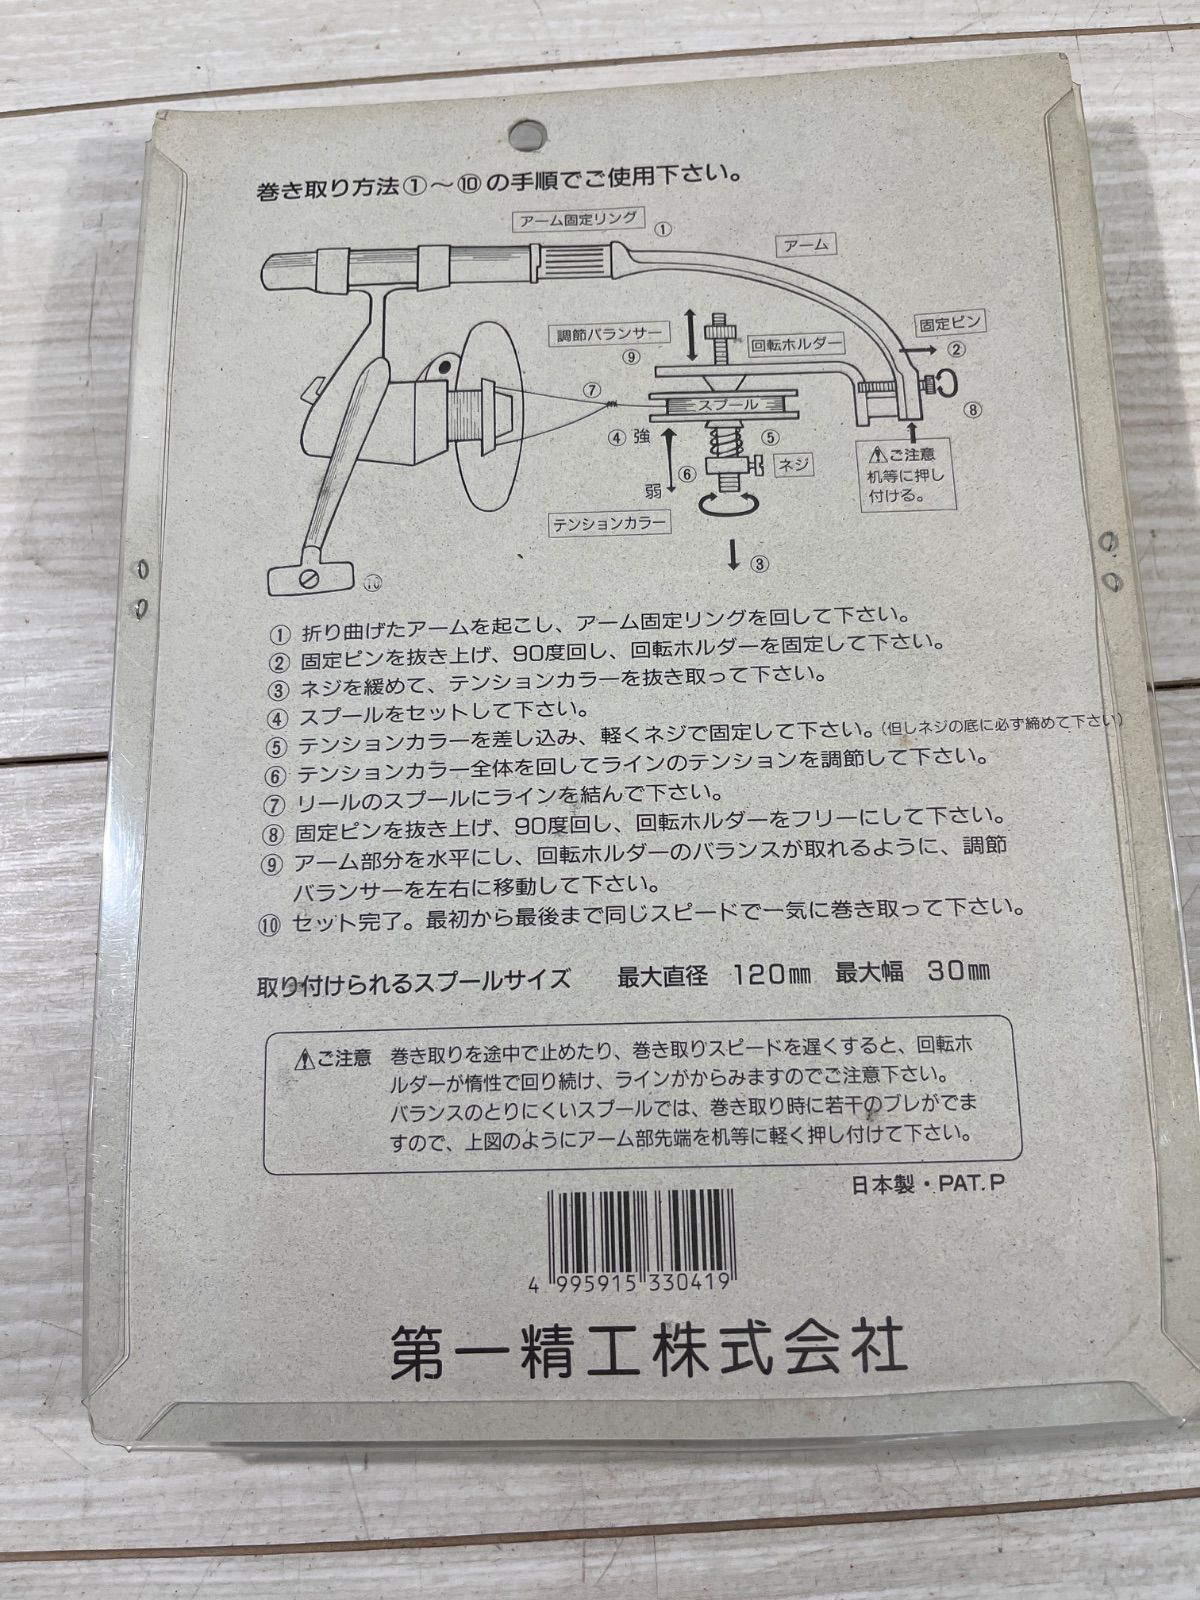 巻き取り方法①〜⑩の手順でご使用下さい。
アーム固定リング
①
アーム
調節バランサー
⑨
回転ホルダー
固定ピン
②
⑦
スプール
⑧
④ 強
⑤
⚠ご注意
机等に押し
付ける。
⑥
ネジ
弱
テンションカラー
③
⑩
① 折り曲げたアームを起こし、アーム固定リングを回して下さい。
② 固定ピンを抜き上げ、90度回し、回転ホルダーを固定して下さい。
③ ネジを緩めて、テンションカラーを抜き取って下さい。
④ スプールをセットして下さい。
⑤ テンションカラーを差し込み、軽くネジで固定して下さい。(但しネジの底に必ず締めて下さい)
⑥ テンションカラー全体を回してラインのテンションを調節して下さい。
⑦ リールのスプールにラインを結んで下さい。
⑧ 固定ピンを抜き上げ、90度回し、回転ホルダーをフリーにして下さい。
⑨ アーム部分を水平にし、回転ホルダーのバランスが取れるように、調節
バランサーを左右に移動して下さい。
⑩ セット完了。最初から最後まで同じスピードで一気に巻き取って下さい。
取り付けられるスプールサイズ 最大直径 120㎜ 最大幅 30㎜
⚠ご注意 巻き取りを途中で止めたり、巻き取りスピードを遅くすると、回転ホ
ルダーが惰性で回り続け、ラインがからみますのでご注意下さい。
バランスのとりにくいスプールでは、巻き取り時に若干のブレがでま
すので、上図のようにアーム部先端を机等に軽く押し付けて下さい。
日本製・PAT.P
4 995915 330419
第一精工株式会社